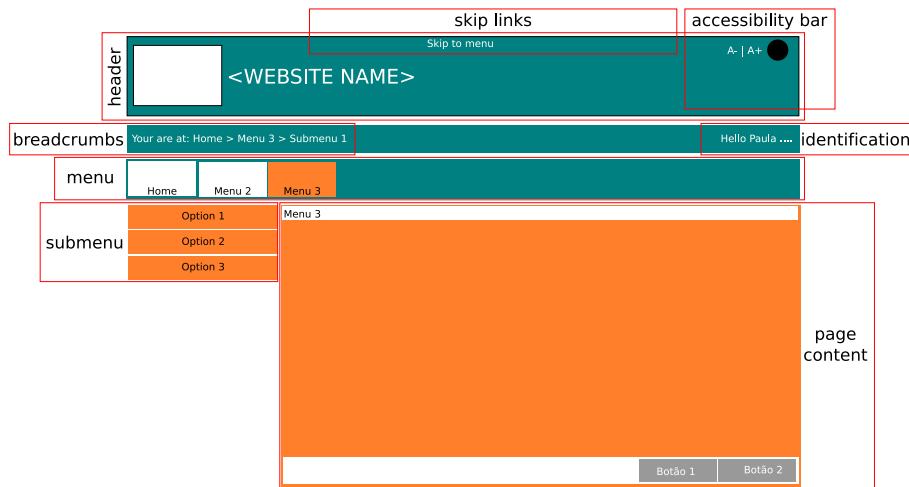 skip links
accessibility bar
header
Skip to menu
A- | A+
<WEBSITE NAME>
breadcrumbs
Your are at: Home > Menu 3 > Submenu 1
Hello Paula ....
identification
menu
Home
Menu 2
Menu 3
submenu
Option 1
Option 2
Option 3
Menu 3
page
content
Botão 1
Botão 2